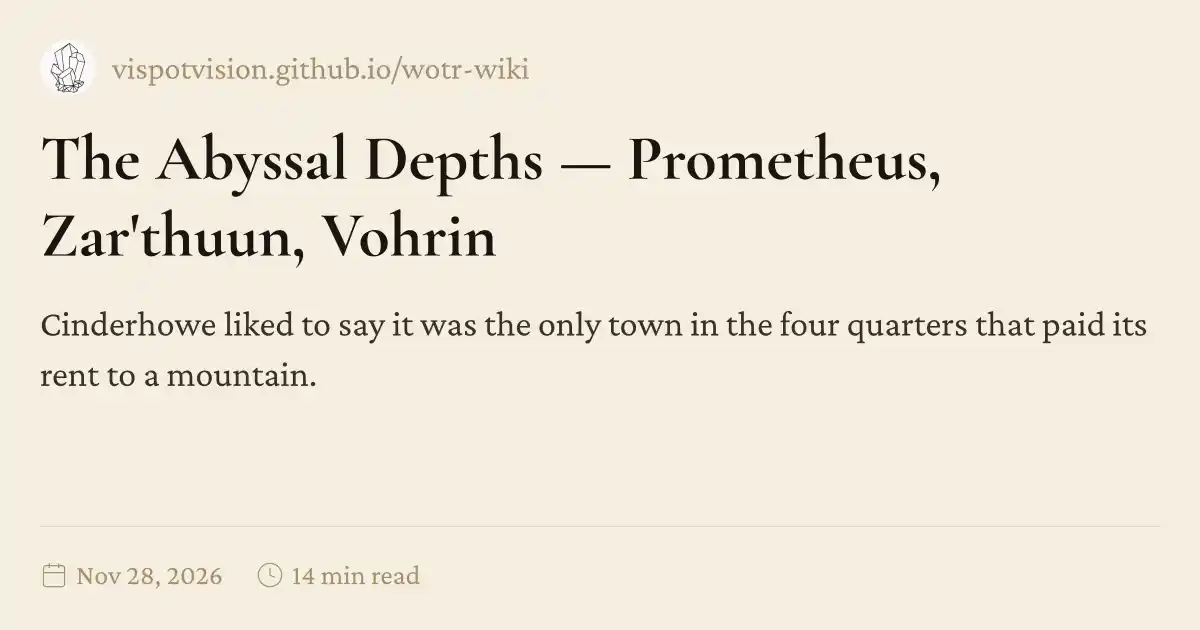 vispotvision.github.io/wotr-wiki
The Abyssal Depths — Prometheus,
Zar'thuun, Vohrin
Cinderhowe liked to say it was the only town in the four quarters that paid its
rent to a mountain.
Nov 28, 2026
14 min read